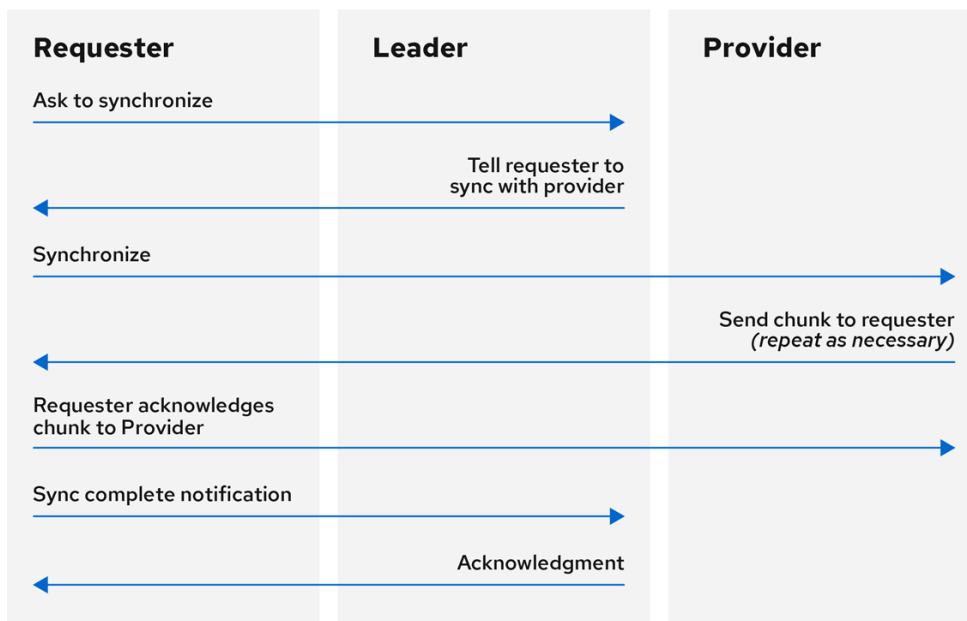 Requester
Leader
Provider
Ask to synchronize
Tell requester to
sync with provider
Synchronize
Send chunk to requester
(repeat as necessary)
Requester acknowledges
chunk to Provider
Sync complete notification
Acknowledgment